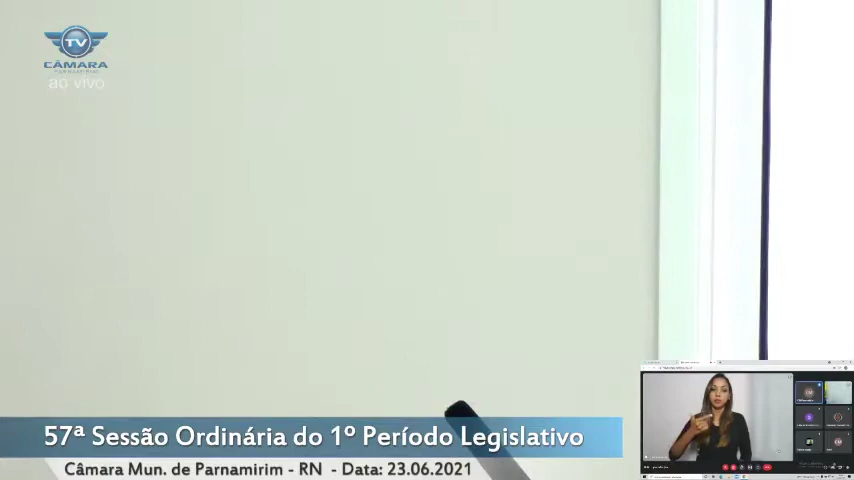 TV
CÂMARA
ao vivo
57ª Sessão Ordinária do 1º Período Legislativo
Câmara Mun. de Parnamirim - RN - Data: 23.06.2021